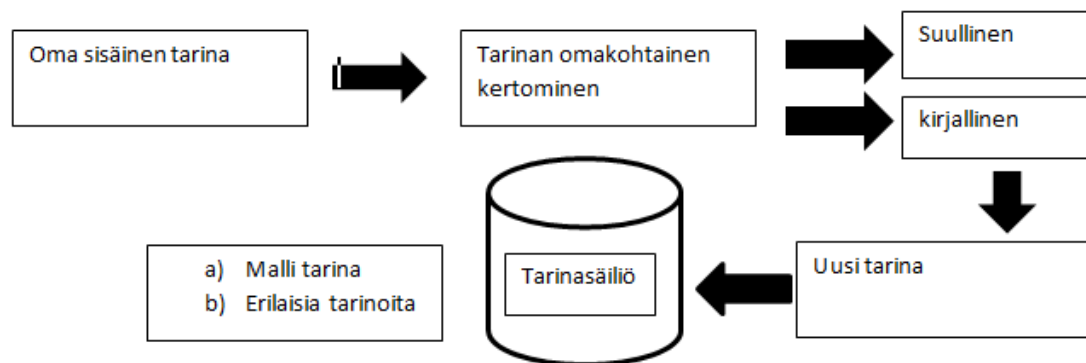 Oma sisäinen tarina
Tarinan omakohtainen
kertominen
Suullinen
kirjallinen
Uusi tarina
Tarinasäiliö
a) Malli tarina
b) Erilaisia tarinoita